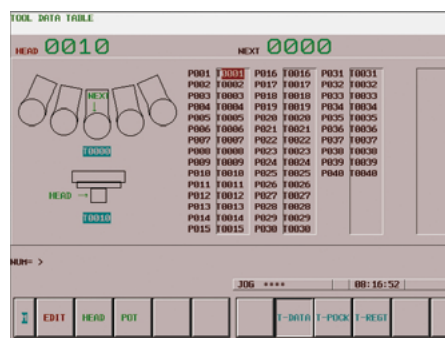 TOOL DATA TABLE
HEAD 0010 NEXT 0000
P001 T0001 P016 T0016 P031 T0031
P002 T0002 P017 T0017 P032 T0032
P003 T0003 P018 T0018 P033 T0033
P004 T0004 P019 T0019 P034 T0034
P005 T0005 P020 T0020 P035 T0035
P006 T0006 P021 T0021 P036 T0036
P007 T0007 P022 T0022 P037 T0037
P008 T0008 P023 T0023 P038 T0038
P009 T0009 P024 T0024 P039 T0039
P010 T0010 P025 T0025 P040 T0040
P011 T0011 P026 T0026
P012 T0012 P027 T0027
P013 T0013 P028 T0028
P014 T0014 P029 T0029
P015 T0015 P030 T0030
NEXT
↓
T0000
HEAD →
T0010
NUM= >
JOG **** 08:16:52
EDIT HEAD POT T-DATA T-POCK T-REGT